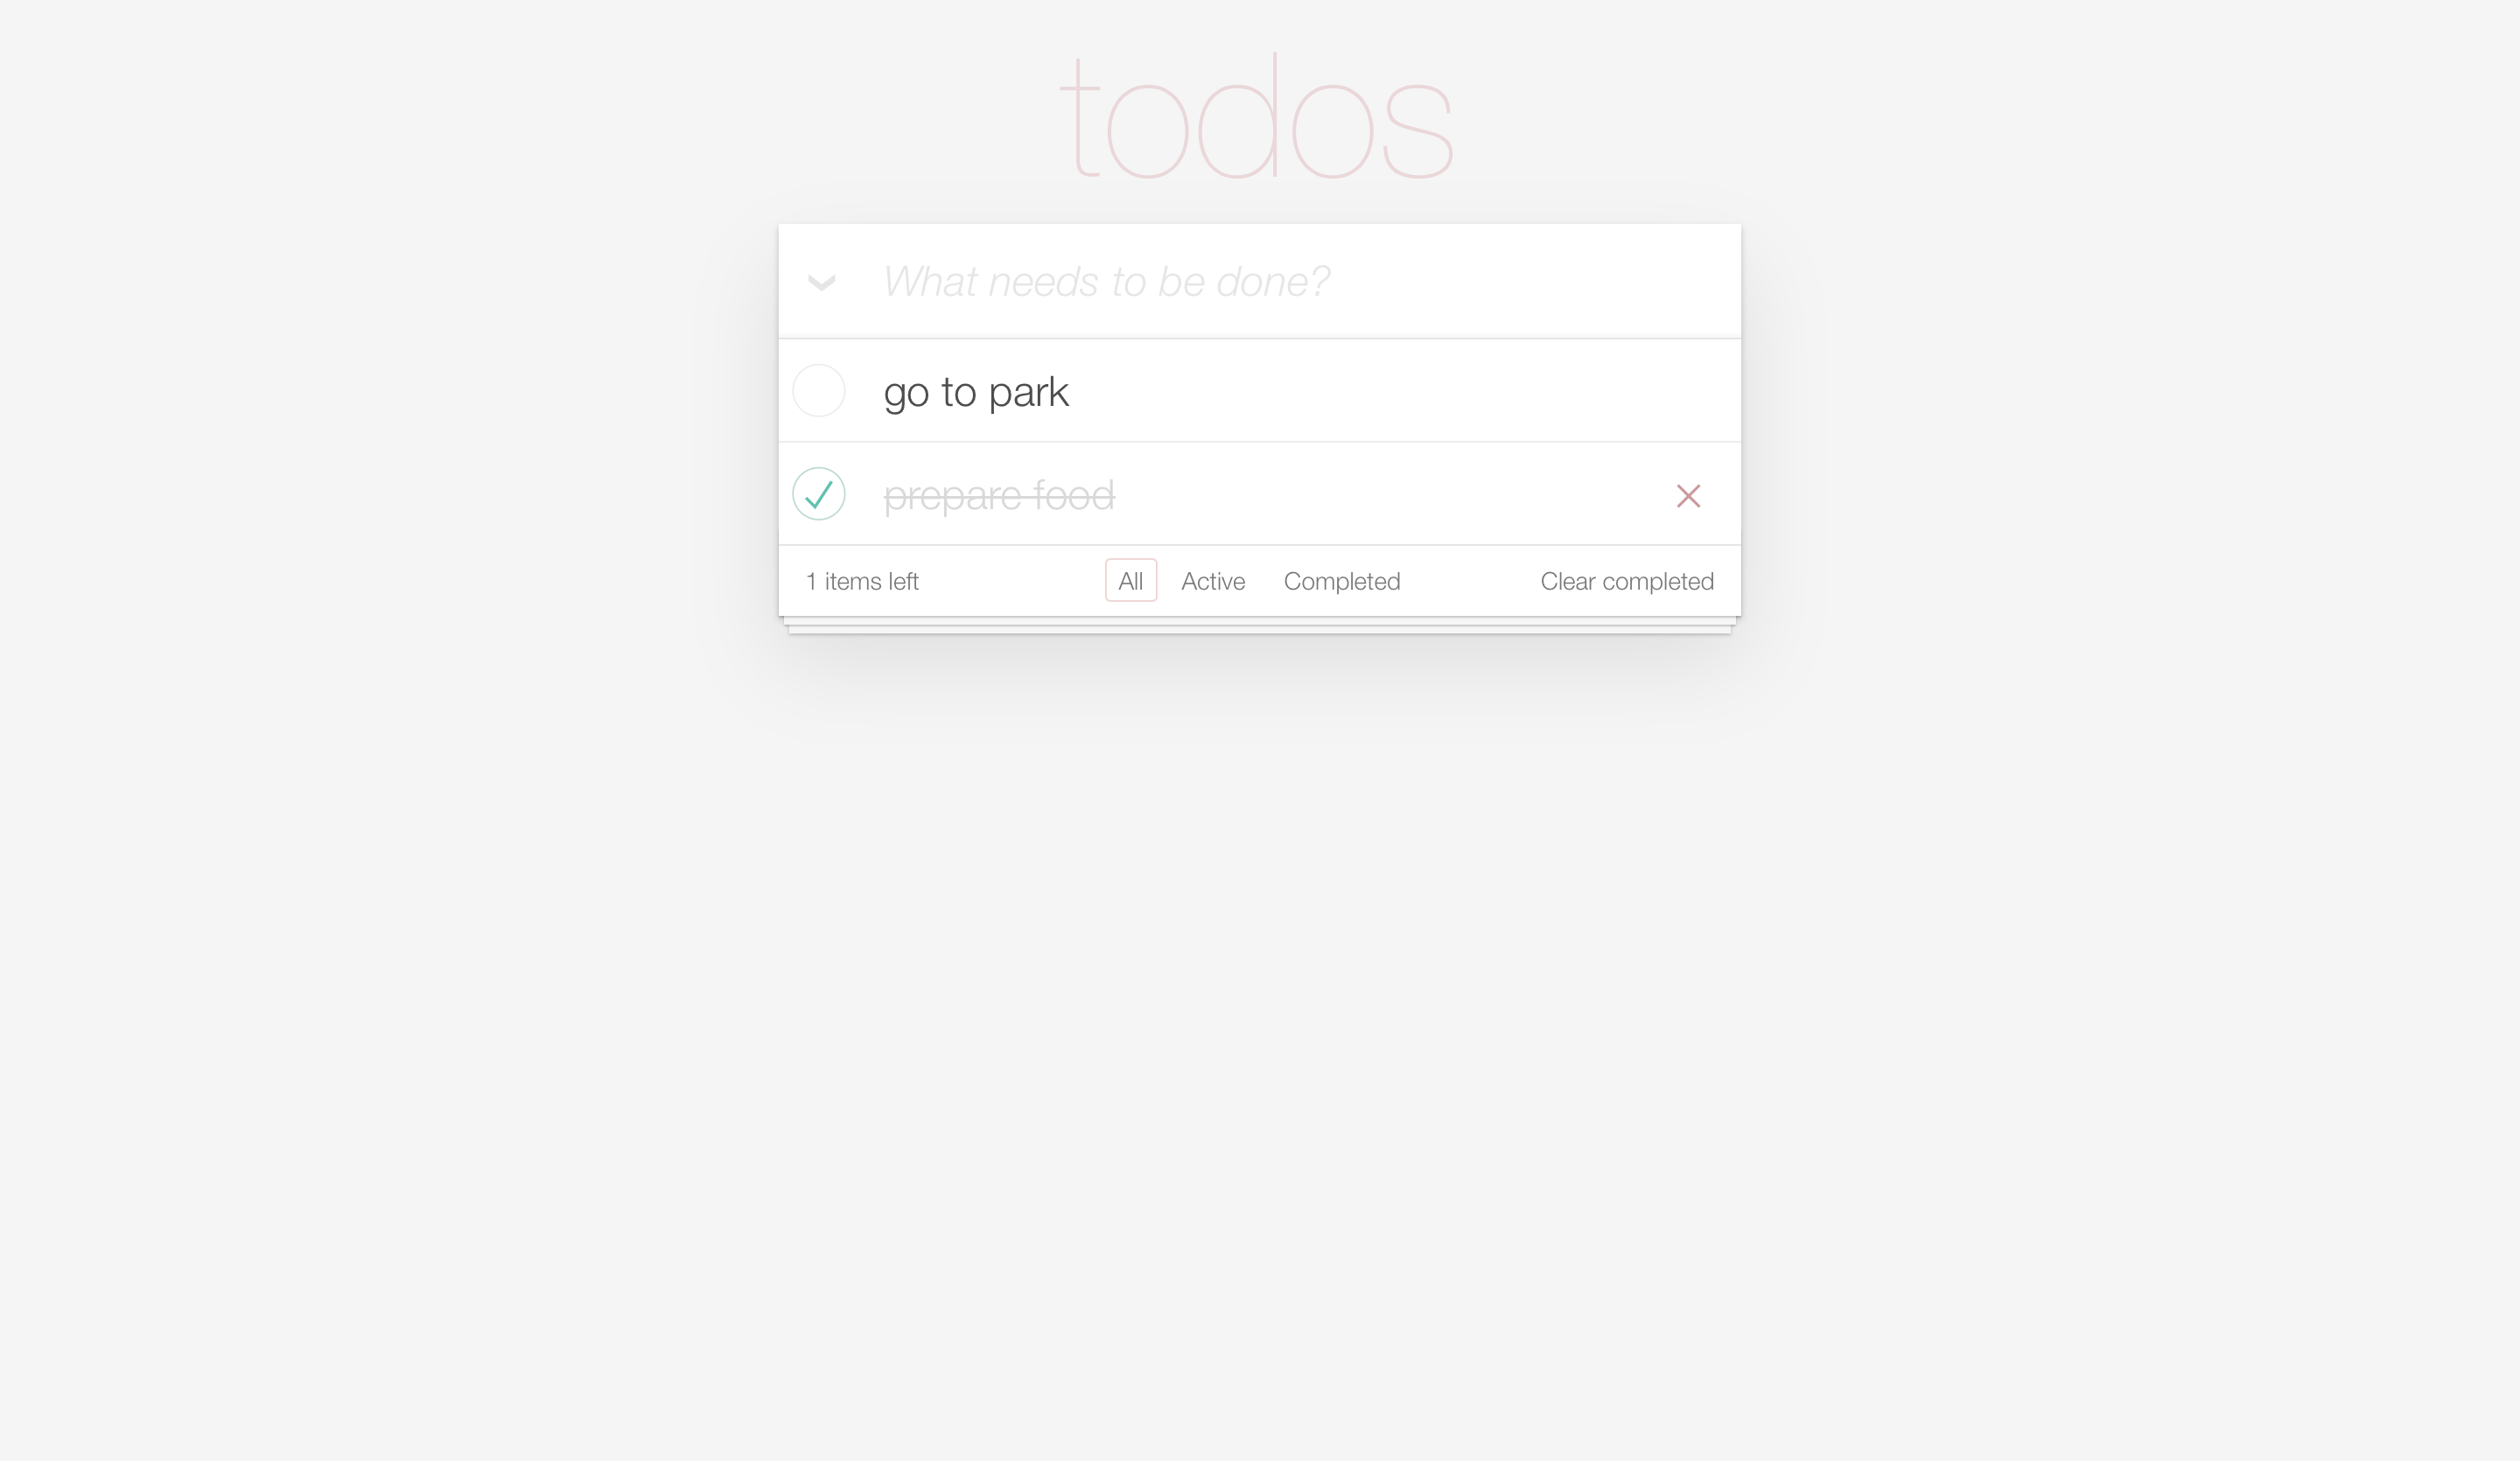 todos
What needs to be done?
go to park
prepare food
1 items left All Active Completed Clear completed